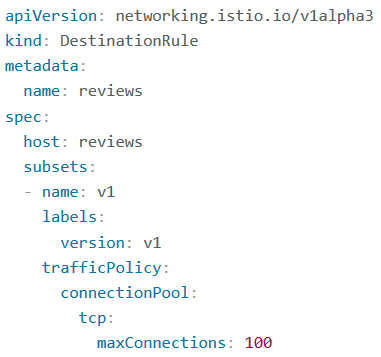 apiVersion: networking.istio.io/v1alpha3
kind: DestinationRule
metadata:
  name: reviews
spec:
  host: reviews
  subsets:
  - name: v1
    labels:
      version: v1
    trafficPolicy:
      connectionPool:
        tcp:
          maxConnections: 100